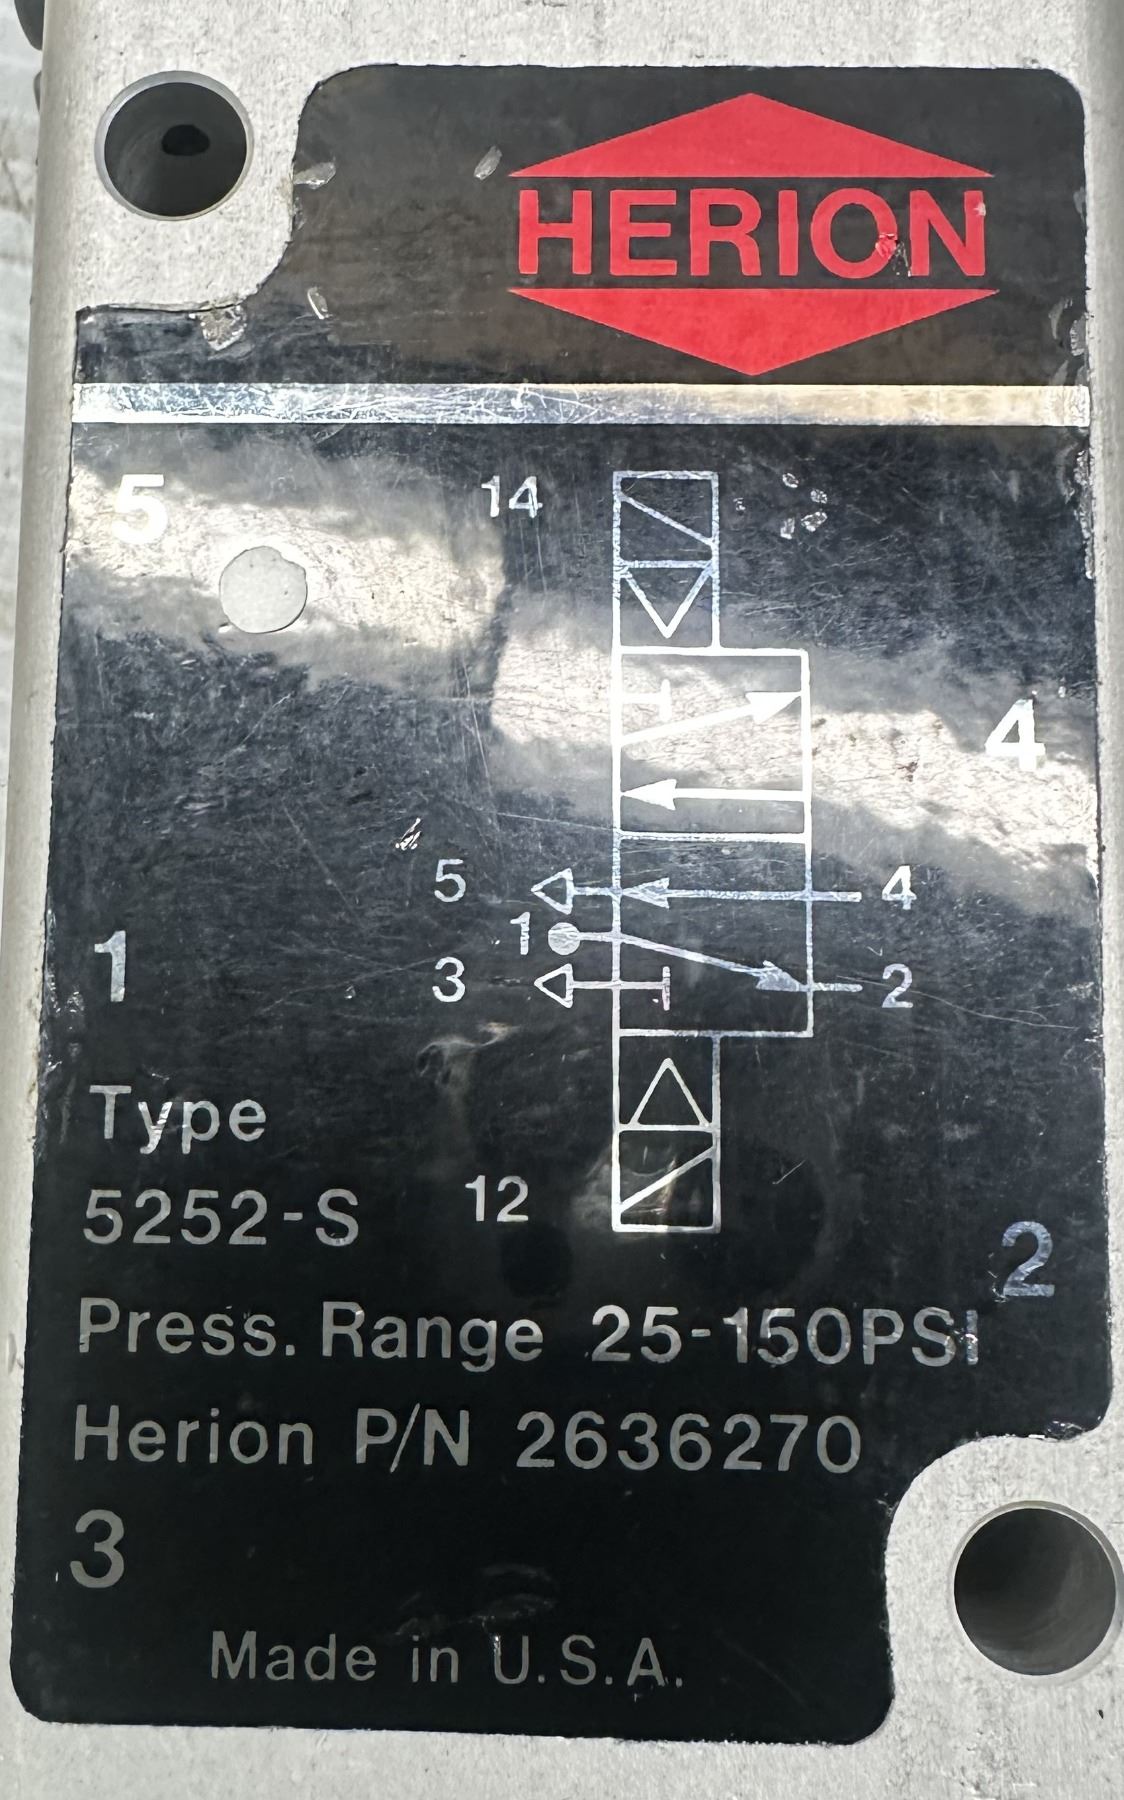 HERION
5
14
4
5
4
1
1
3
2
Type
5252-S
12
2
Press. Range 25-150PSI
Herion P/N 2636270
3
Made in U.S.A.